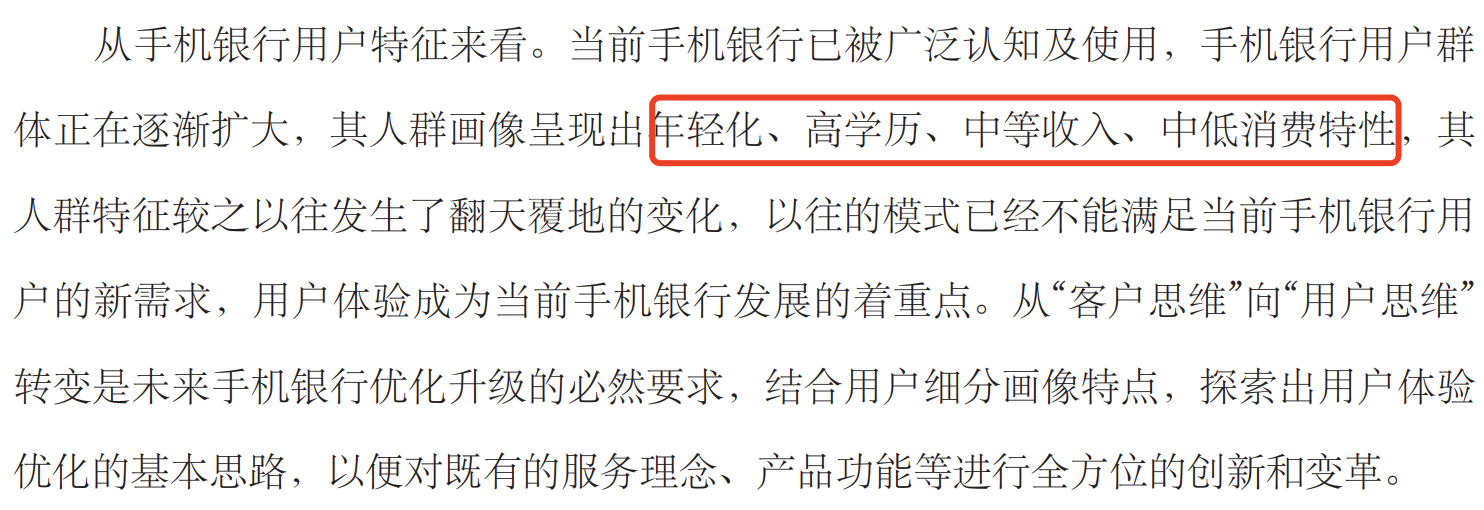 从手机银行用户特征来看。当前手机银行已被广泛认知及使用，手机银行用户群
体正在逐渐扩大，其人群画像呈现出年轻化、高学历、中等收入、中低消费特性，其
人群特征较之以往发生了翻天覆地的变化，以往的模式已经不能满足当前手机银行用
户的新需求，用户体验成为当前手机银行发展的着重点。从“客户思维”向“用户思维”
转变是未来手机银行优化升级的必然要求，结合用户细分画像特点，探索出用户体验
优化的基本思路，以便对既有的服务理念、产品功能等进行全方位的创新和变革。